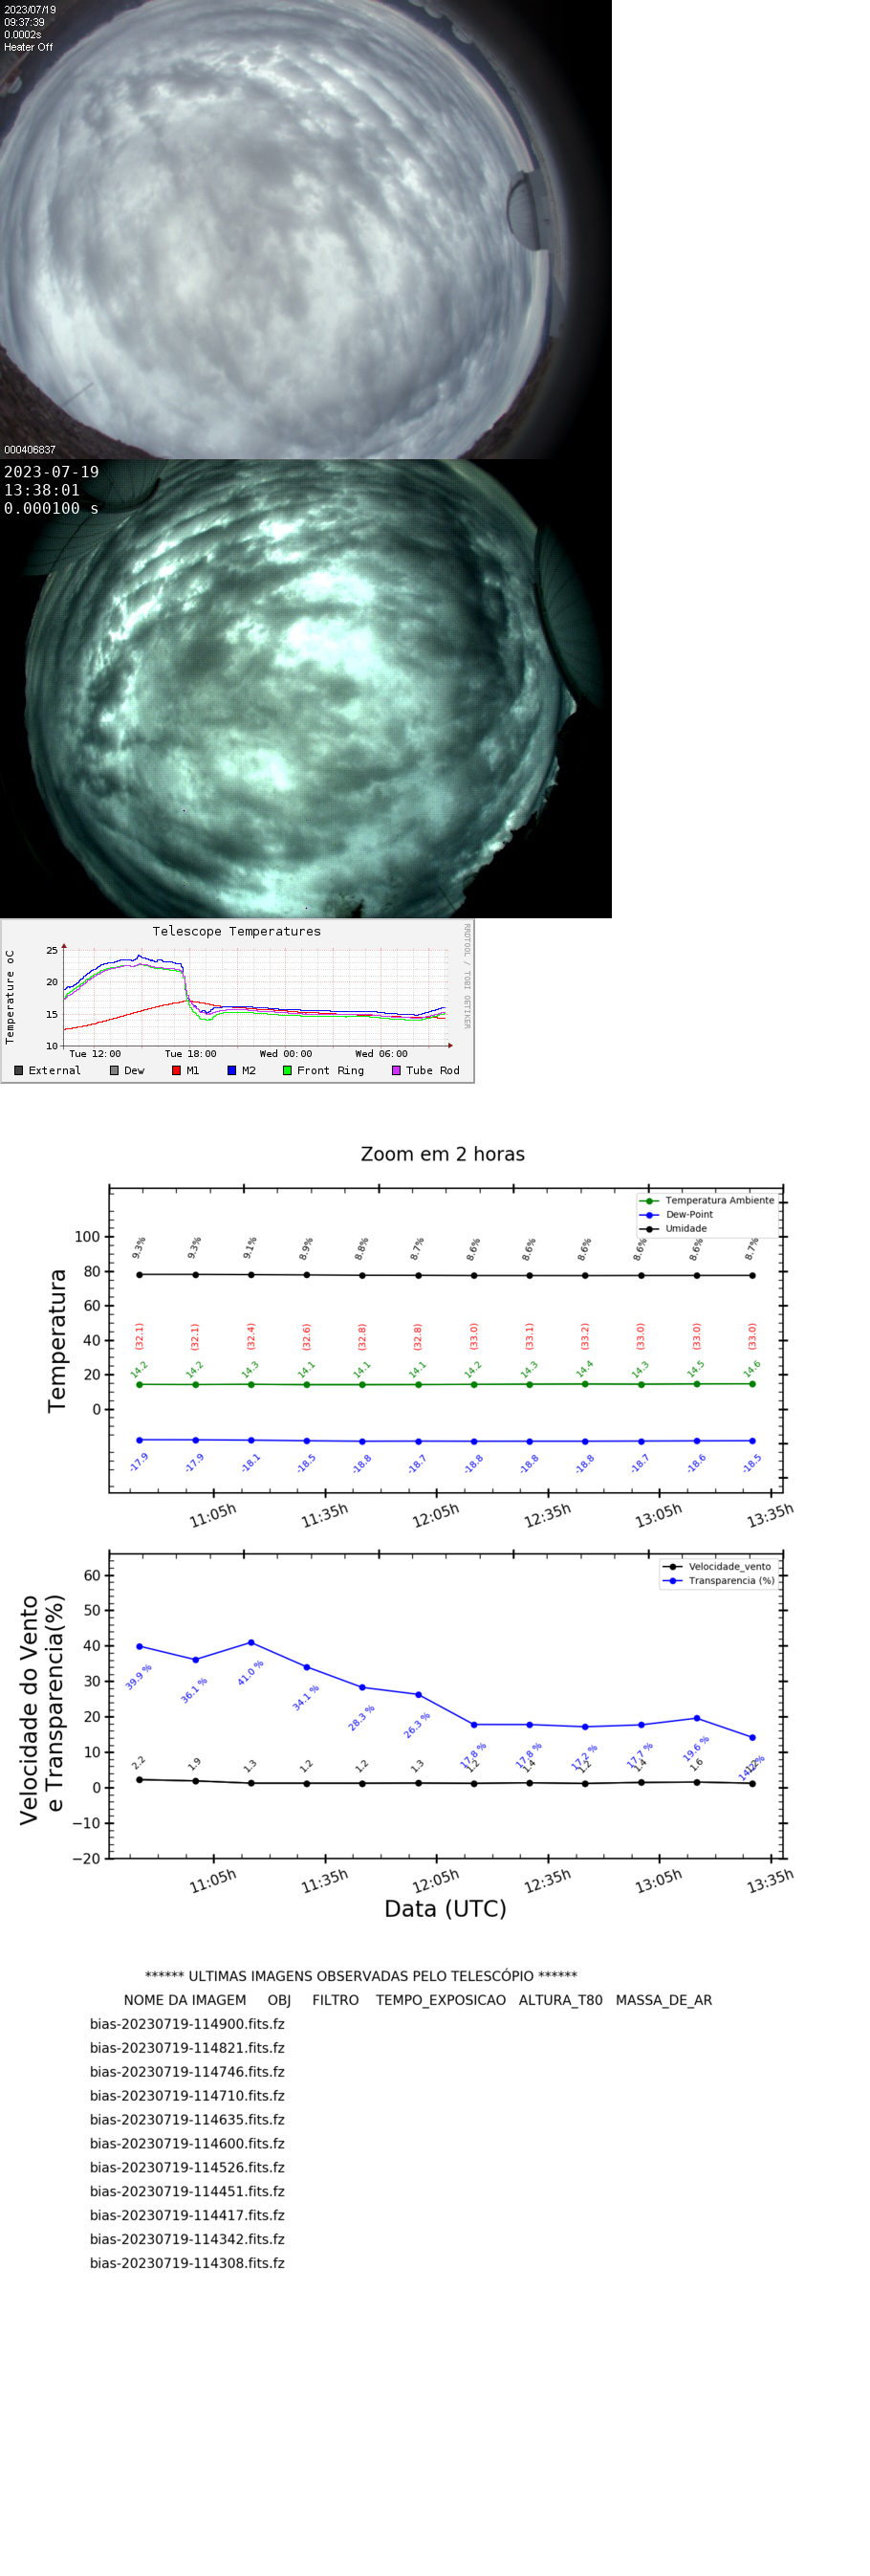 2023/07/19
09:37:39
0.0002s
Heater Off
000406837
2023-07-19
13:38:01
0.000100 s
Telescope Temperatures
RRDTOOL / TOBI OETIKER
Temperature oC
25
20
15
10
Tue 12:00 Tue 18:00 Wed 00:00 Wed 06:00
External Dew M1 M2 Front Ring Tube Rod
Zoom em 2 horas
Temperatura
Temperatura Ambiente
Dew-Point
Umidade
100
80
60
40
20
0
9.3% 9.3% 9.1% 8.9% 8.8% 8.7% 8.6% 8.6% 8.6% 8.6% 8.6% 8.7%
(32.1) (32.1) (32.4) (32.6) (32.8) (32.8) (33.0) (33.1) (33.2) (33.0) (33.0) (33.0)
14.2 14.2 14.3 14.1 14.1 14.1 14.2 14.3 14.4 14.3 14.5 14.6
-17.9 -17.9 -18.1 -18.5 -18.8 -18.7 -18.8 -18.8 -18.8 -18.7 -18.6 -18.5
11:05h 11:35h 12:05h 12:35h 13:05h 13:35h
Velocidade do Vento
e Transparencia(%)
Velocidade_vento
Transparencia (%)
60
50
40
30
20
10
0
−10
−20
39.9 % 36.1 % 41.0 % 34.1 % 28.3 % 26.3 % 17.8 % 17.8 % 17.2 % 17.7 % 19.6 %
2.2 1.9 1.3 1.2 1.2 1.3 1.2 1.4 1.2 1.4 1.6
11:05h 11:35h 12:05h 12:35h 13:05h 13:35h
Data (UTC)
****** ULTIMAS IMAGENS OBSERVADAS PELO TELESCÓPIO ******
NOME DA IMAGEM OBJ FILTRO TEMPO_EXPOSICAO ALTURA_T80 MASSA_DE_AR
bias-20230719-114900.fits.fz
bias-20230719-114821.fits.fz
bias-20230719-114746.fits.fz
bias-20230719-114710.fits.fz
bias-20230719-114635.fits.fz
bias-20230719-114600.fits.fz
bias-20230719-114526.fits.fz
bias-20230719-114451.fits.fz
bias-20230719-114417.fits.fz
bias-20230719-114342.fits.fz
bias-20230719-114308.fits.fz